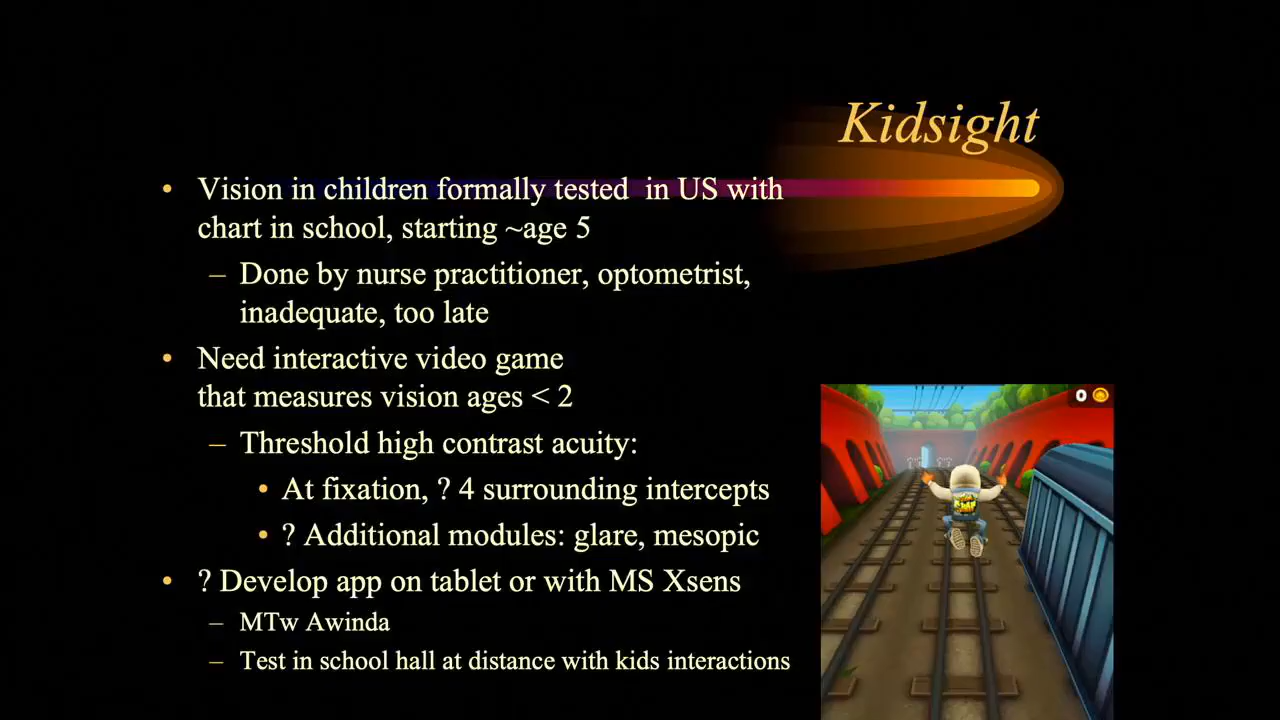 Kidsight
• Vision in children formally tested in US with
chart in school, starting ~age 5
– Done by nurse practitioner, optometrist,
inadequate, too late
• Need interactive video game
that measures vision ages < 2
– Threshold high contrast acuity:
• At fixation, ? 4 surrounding intercepts
• ? Additional modules: glare, mesopic
• ? Develop app on tablet or with MS Xsens
– MTw Awinda
– Test in school hall at distance with kids interactions
0